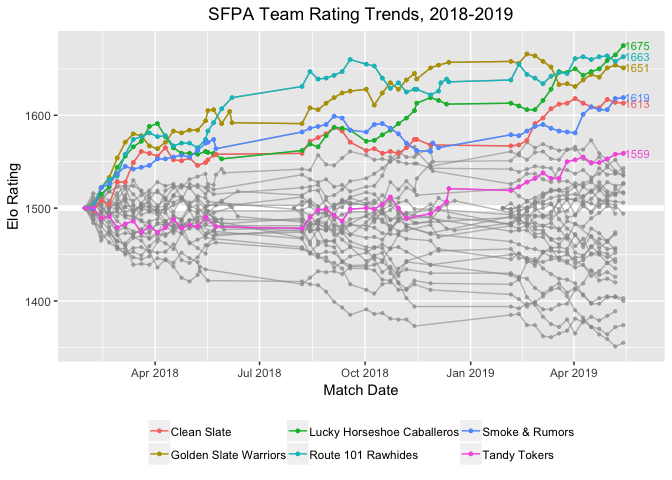 SFPA Team Rating Trends, 2018-2019
1675
1663
1651
1619
1613
1559
1600
1500
1400
Elo Rating
Apr 2018
Jul 2018
Oct 2018
Jan 2019
Apr 2019
Match Date
Clean Slate
Lucky Horseshoe Caballeros
Smoke & Rumors
Golden Slate Warriors
Route 101 Rawhides
Tandy Tokers